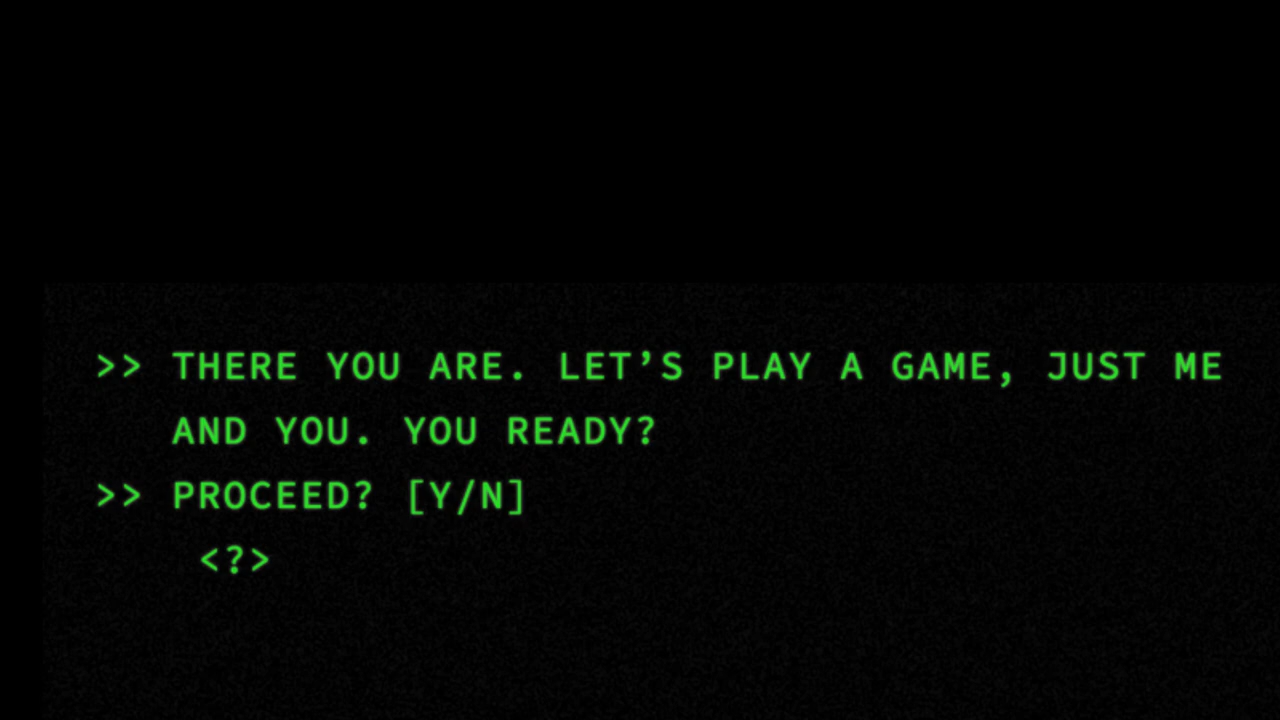 >> THERE YOU ARE. LET’S PLAY A GAME, JUST ME
AND YOU. YOU READY?
>> PROCEED? [Y/N]
<?>